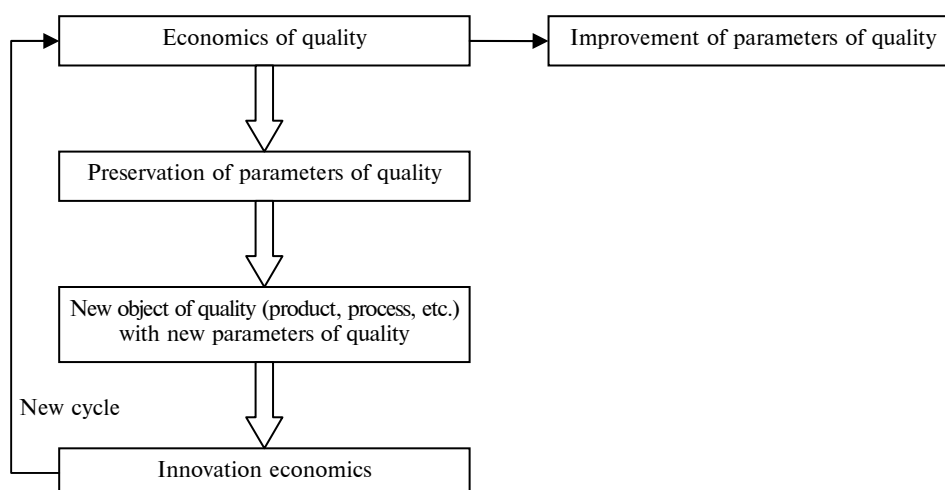 Economics of quality
Improvement of parameters of quality
Preservation of parameters of quality
New object of quality (product, process, etc.)
with new parameters of quality
New cycle
Innovation economics